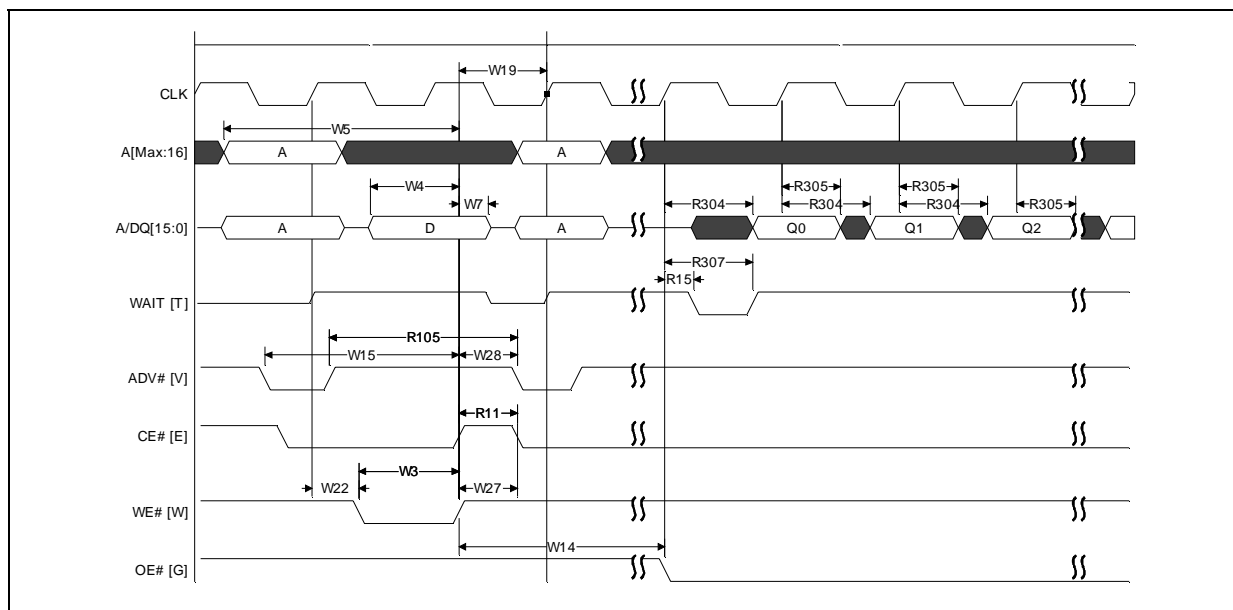 W19
CLK
W5
A[Max:16]
A
A
W4
W7
R305
R305
R304
R304
R304
R305
A/DQ[15:0]
A
D
A
Q0
Q1
Q2
R307
R15
WAIT [T]
R105
W15
W28
ADV# [V]
R11
CE# [E]
W3
W22
W27
WE# [W]
W14
OE# [G]